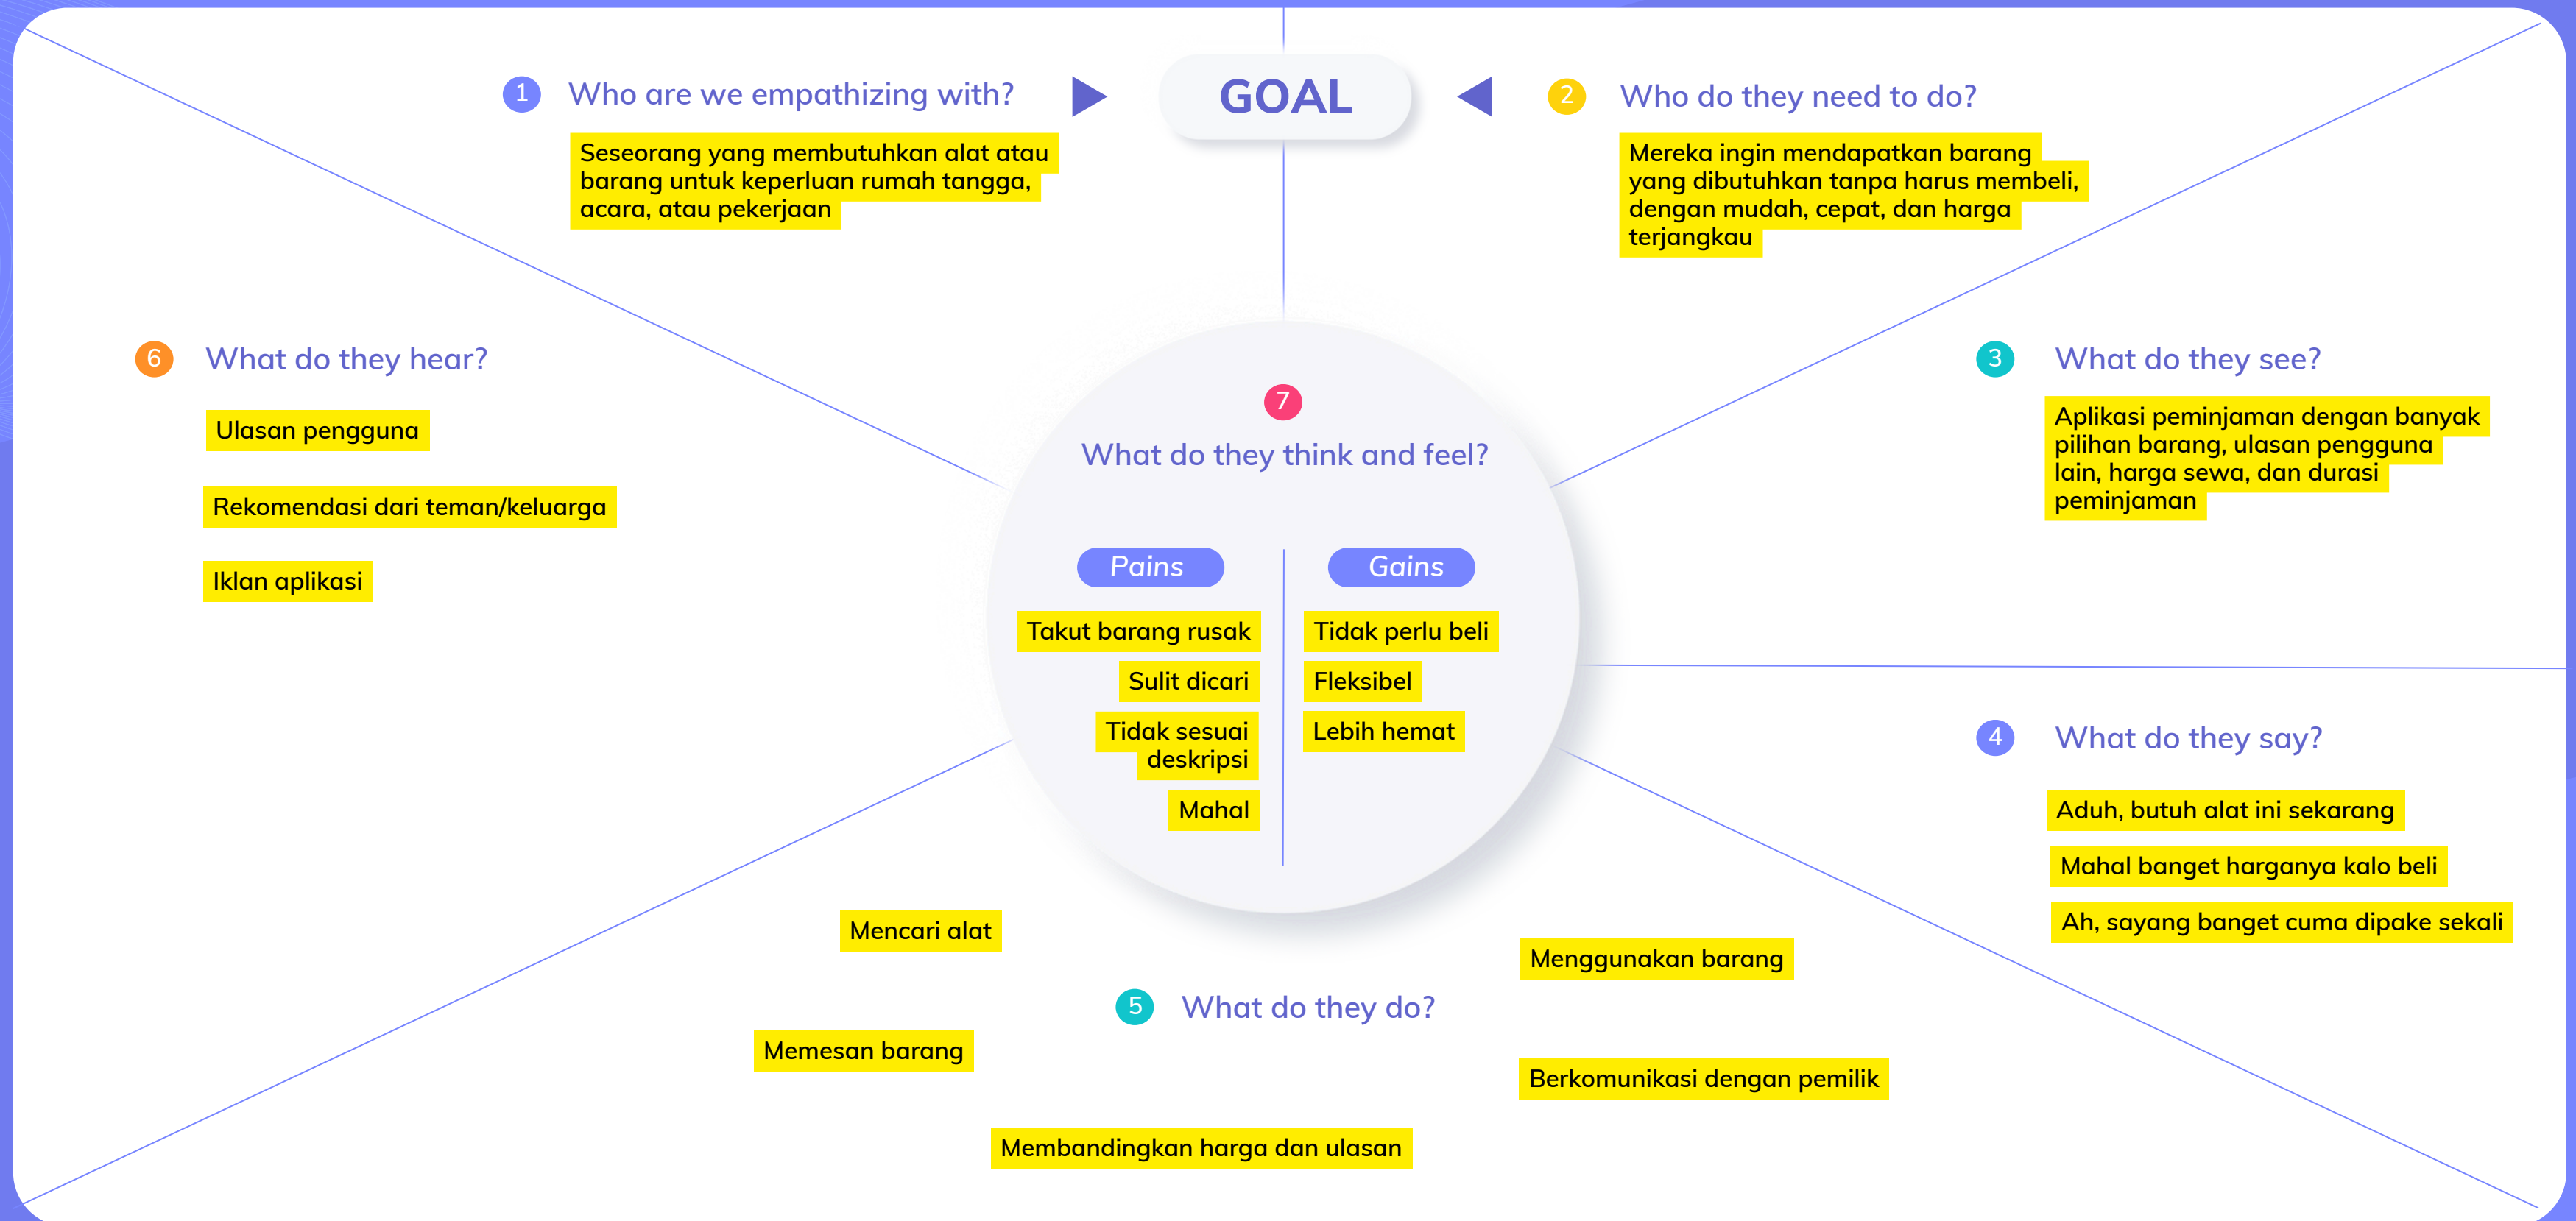 GOAL
1
Who are we empathizing with?
Seseorang yang membutuhkan alat atau
barang untuk keperluan rumah tangga,
acara, atau pekerjaan
2
Who do they need to do?
Mereka ingin mendapatkan barang
yang dibutuhkan tanpa harus membeli,
dengan mudah, cepat, dan harga
terjangkau
3
What do they see?
Aplikasi peminjaman dengan banyak
pilihan barang, ulasan pengguna
lain, harga sewa, dan durasi
peminjaman
4
What do they say?
Aduh, butuh alat ini sekarang
Mahal banget harganya kalo beli
Ah, sayang banget cuma dipake sekali
5
What do they do?
Mencari alat
Memesan barang
Membandingkan harga dan ulasan
Menggunakan barang
Berkomunikasi dengan pemilik
6
What do they hear?
Ulasan pengguna
Rekomendasi dari teman/keluarga
Iklan aplikasi
7
What do they think and feel?
Pains
Takut barang rusak
Sulit dicari
Tidak sesuai
deskripsi
Mahal
Gains
Tidak perlu beli
Fleksibel
Lebih hemat